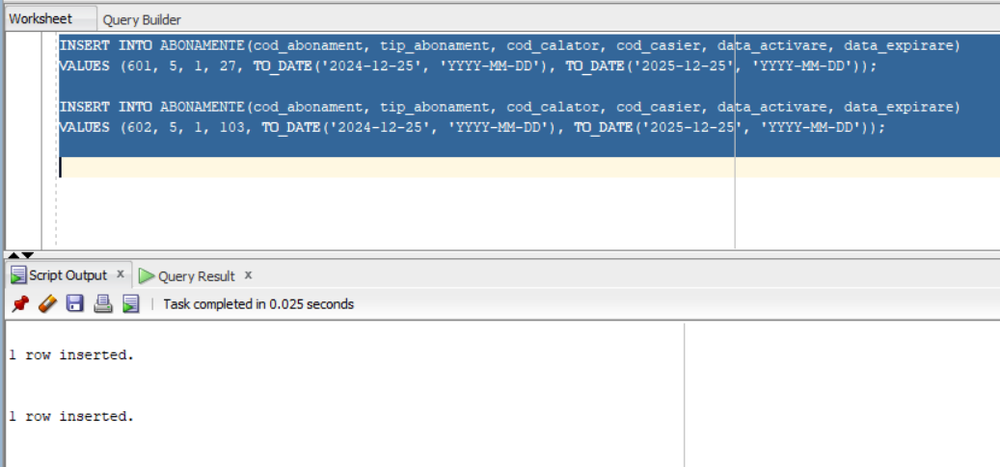 Worksheet Query Builder
INSERT INTO ABONAMENTE(cod_abonament, tip_abonament, cod_calator, cod_casier, data_activare, data_expirare)
VALUES (601, 5, 1, 27, TO_DATE('2024-12-25', 'YYYY-MM-DD'), TO_DATE('2025-12-25', 'YYYY-MM-DD'));
INSERT INTO ABONAMENTE(cod_abonament, tip_abonament, cod_calator, cod_casier, data_activare, data_expirare)
VALUES (602, 5, 1, 103, TO_DATE('2024-12-25', 'YYYY-MM-DD'), TO_DATE('2025-12-25', 'YYYY-MM-DD'));
Script Output x Query Result x
Task completed in 0.025 seconds
1 row inserted.
1 row inserted.